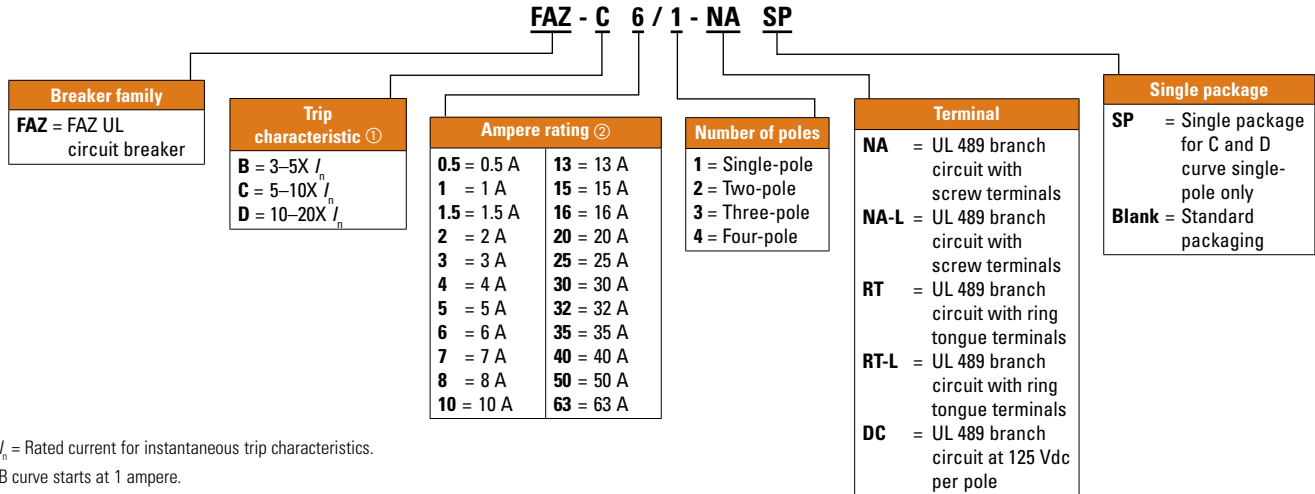 FAZ - C 6 / 1 - NA SP
Breaker family
FAZ = FAZ UL
circuit breaker
Trip
characteristic ①
B = 3–5X In
C = 5–10X In
D = 10–20X In
Ampere rating ②
0.5 = 0.5 A
1 = 1 A
1.5 = 1.5 A
2 = 2 A
3 = 3 A
4 = 4 A
5 = 5 A
6 = 6 A
7 = 7 A
8 = 8 A
10 = 10 A
13 = 13 A
15 = 15 A
16 = 16 A
20 = 20 A
25 = 25 A
30 = 30 A
32 = 32 A
35 = 35 A
40 = 40 A
50 = 50 A
63 = 63 A
Number of poles
1 = Single-pole
2 = Two-pole
3 = Three-pole
4 = Four-pole
Terminal
NA = UL 489 branch
circuit with
screw terminals
NA-L = UL 489 branch
circuit with
screw terminals
RT = UL 489 branch
circuit with ring
tongue terminals
RT-L = UL 489 branch
circuit with ring
tongue terminals
DC = UL 489 branch
circuit at 125 Vdc
per pole
Single package
SP = Single package
for C and D
curve single-
pole only
Blank = Standard
packaging
In = Rated current for instantaneous trip characteristics.
B curve starts at 1 ampere.